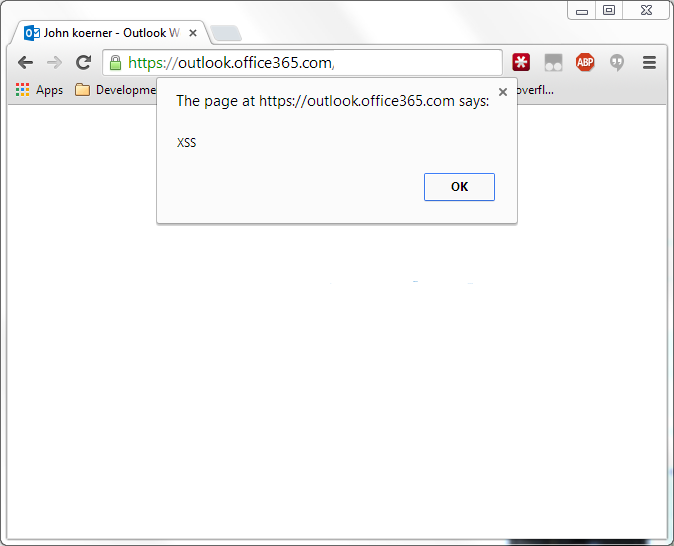 John koerner - Outlook W
https://outlook.office365.com,
ABP
Apps Developme overfl...
The page at https://outlook.office365.com says:
XSS
OK